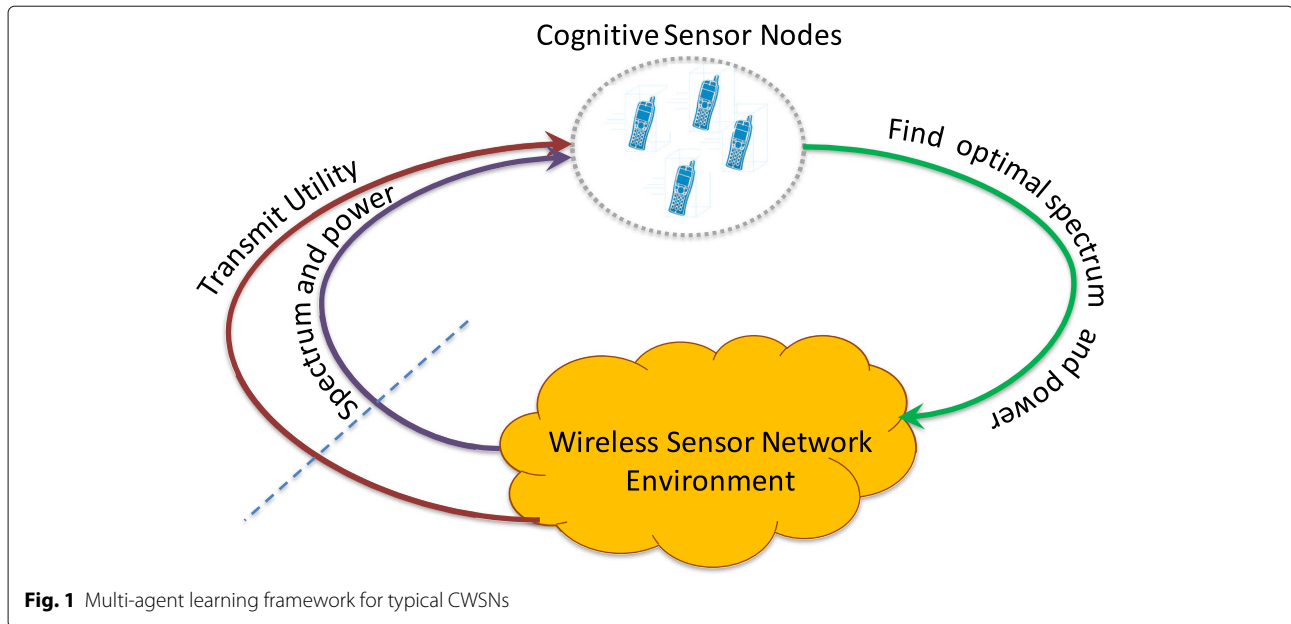 Cognitive Sensor Nodes
Transmit Utility
Spectrum and power
Find optimal spectrum and power
Wireless Sensor Network
Environment
Fig. 1 Multi-agent learning framework for typical CWSNs